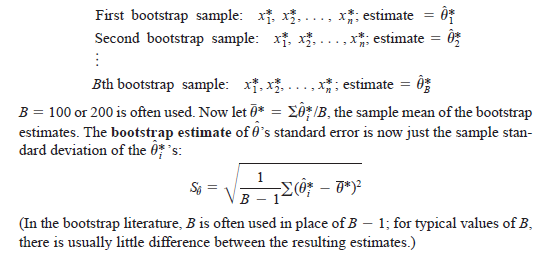 First bootstrap sample: x₁*, x₂*, . . . , xₙ*; estimate = θ̂₁*
Second bootstrap sample: x₁*, x₂*, . . . , xₙ*; estimate = θ̂₂*
⋮
Bth bootstrap sample: x₁*, x₂*, . . . , xₙ*; estimate = θ̂_B*
B = 100 or 200 is often used. Now let θ̄* = Σθ̂ᵢ*/B, the sample mean of the bootstrap
estimates. The bootstrap estimate of θ̂'s standard error is now just the sample stan-
dard deviation of the θ̂ᵢ*'s:
S_θ̂ = √(1/(B − 1) Σ(θ̂ᵢ* − θ̄*)²)
(In the bootstrap literature, B is often used in place of B − 1; for typical values of B,
there is usually little difference between the resulting estimates.)